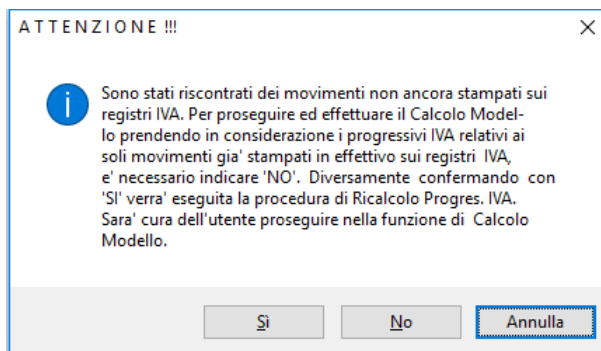 A T T E N Z I O N E !!!
Sono stati riscontrati dei movimenti non ancora stampati sui
registri IVA. Per proseguire ed effettuare il Calcolo Model-
lo prendendo in considerazione i progressivi IVA relativi ai
soli movimenti gia' stampati in effettivo sui registri IVA,
e' necessario indicare 'NO'. Diversamente confermando con
'SI' verra' eseguita la procedura di Ricalcolo Progres. IVA.
Sara' cura dell'utente proseguire nella funzione di Calcolo
Modello.
Sì
No
Annulla